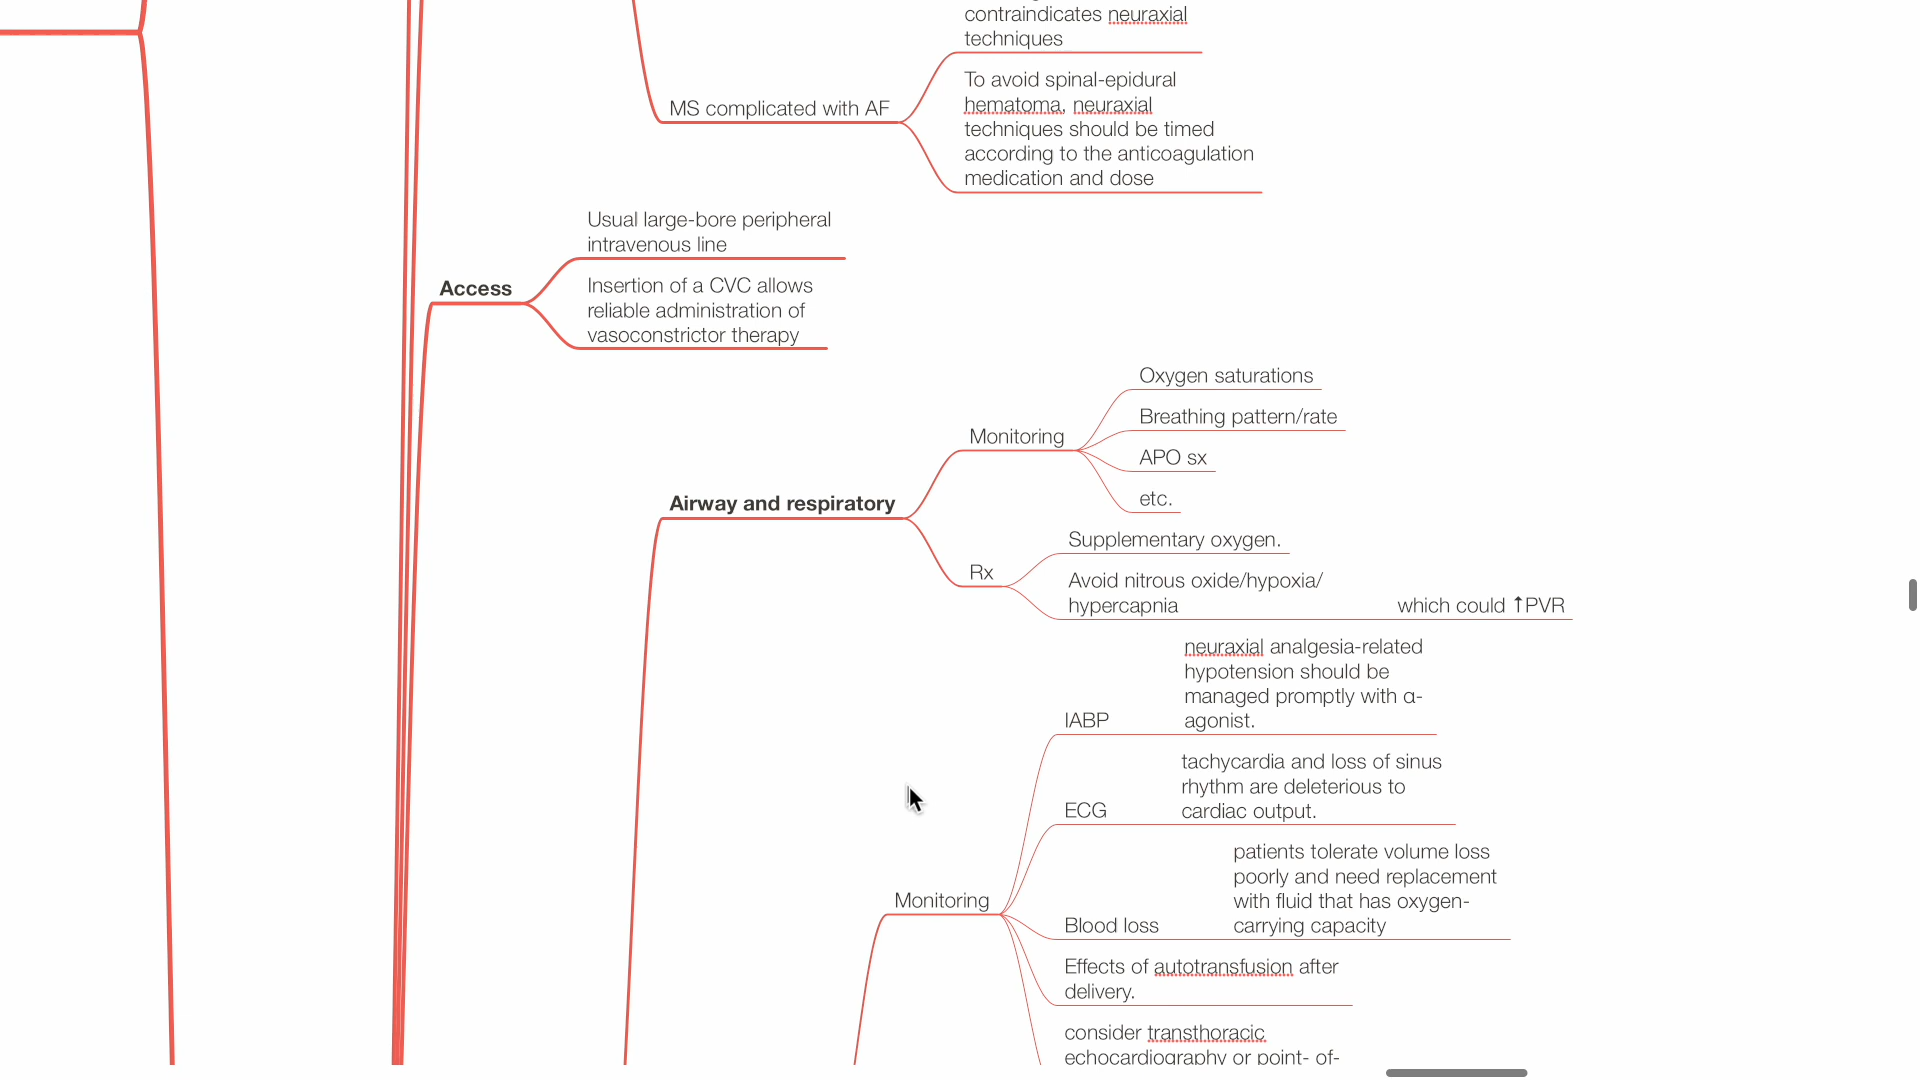 contraindicates neuraxial
techniques
To avoid spinal-epidural
hematoma, neuraxial
techniques should be timed
according to the anticoagulation
medication and dose
MS complicated with AF
Usual large-bore peripheral
intravenous line
Access
Insertion of a CVC allows
reliable administration of
vasoconstrictor therapy
Oxygen saturations
Breathing pattern/rate
Monitoring
APO sx
etc.
Airway and respiratory
Supplementary oxygen.
Rx
Avoid nitrous oxide/hypoxia/
hypercapnia
which could ↑PVR
neuraxial analgesia-related
hypotension should be
managed promptly with α-
agonist.
IABP
tachycardia and loss of sinus
rhythm are deleterious to
cardiac output.
ECG
patients tolerate volume loss
poorly and need replacement
with fluid that has oxygen-
carrying capacity
Monitoring
Blood loss
Effects of autotransfusion after
delivery.
consider transthoracic
echocardiography or point- of-